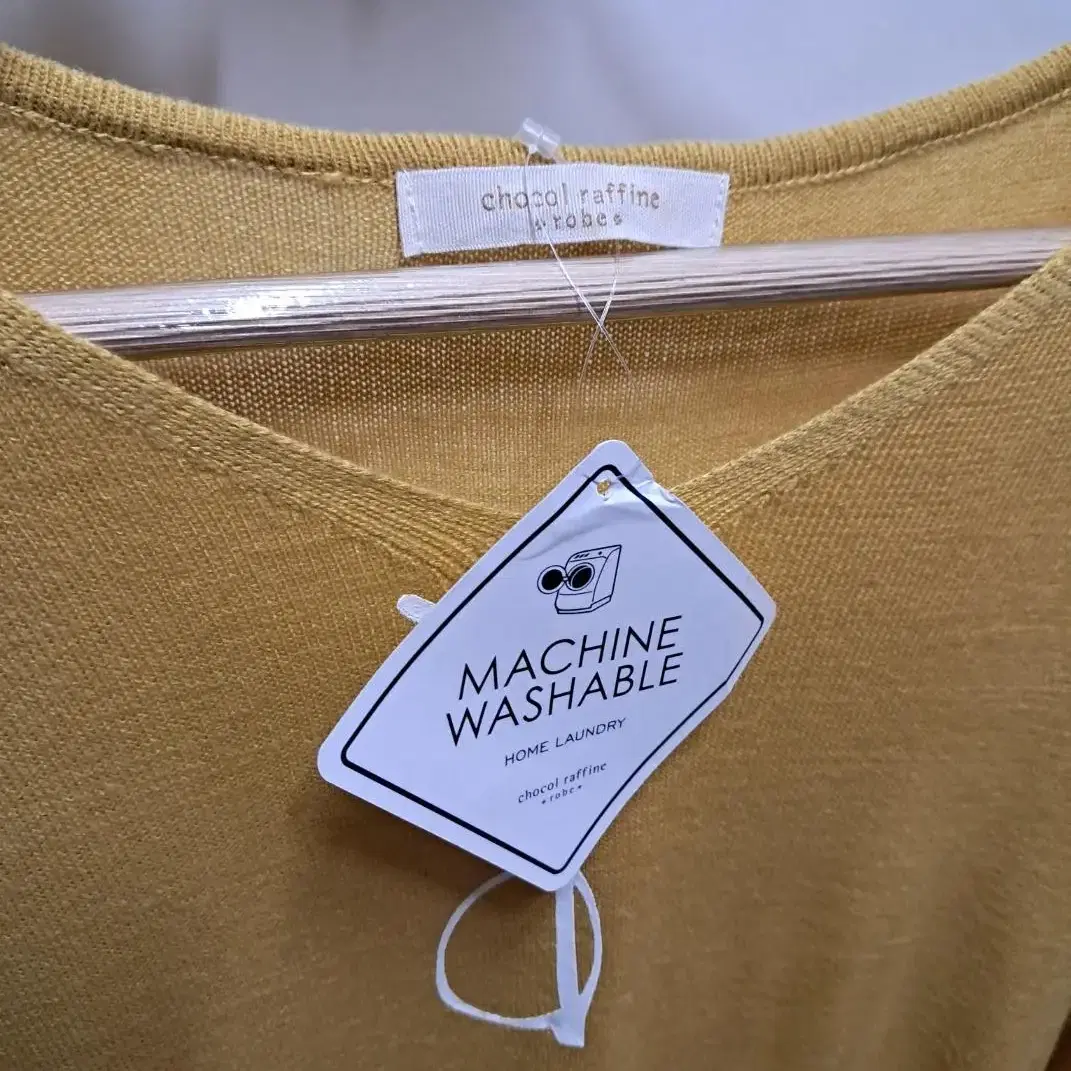 chocol raffine
robe
MACHINE
WASHABLE
HOME LAUNDRY
chocol raffine
robe